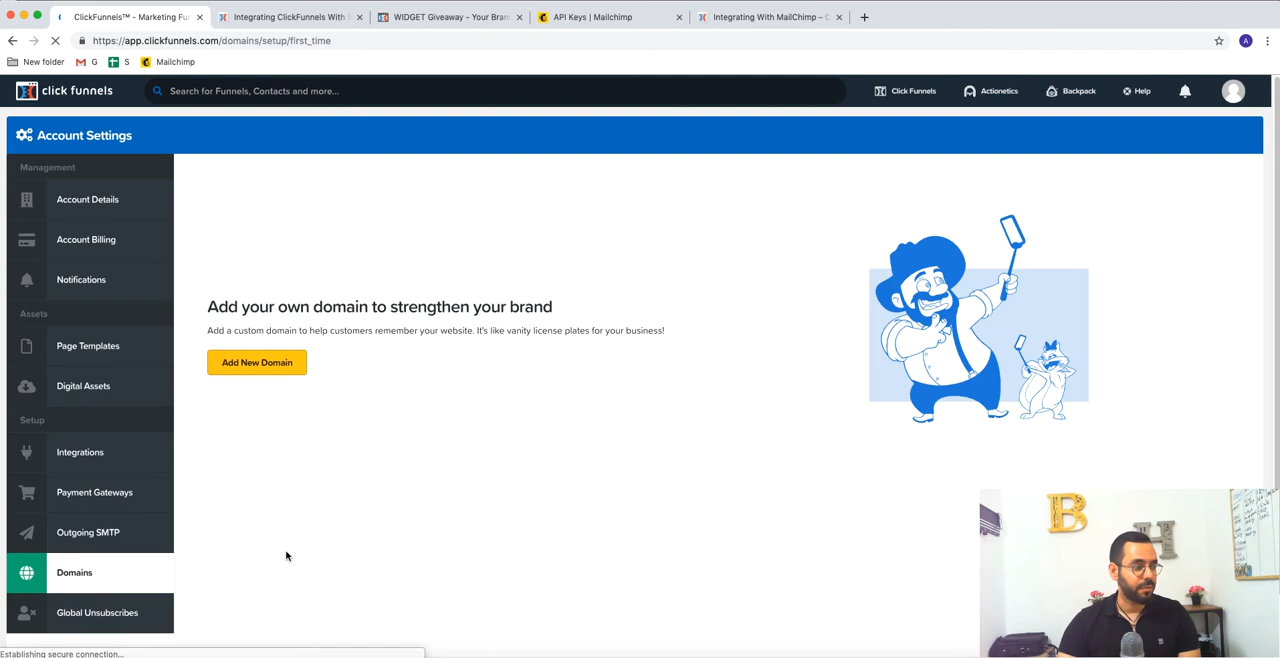 ClickFunnels™ - Marketing Fu
Integrating ClickFunnels With
WIDGET Giveaway - Your Bran
API Keys | Mailchimp
Integrating With MailChimp – C
https://app.clickfunnels.com/domains/setup/first_time
A
New folder
G
S
Mailchimp
click funnels
Search for Funnels, Contacts and more...
Click Funnels
Actionetics
Backpack
Help
Account Settings
Management
Account Details
Account Billing
Notifications
Assets
Page Templates
Digital Assets
Setup
Integrations
Payment Gateways
Outgoing SMTP
Domains
Global Unsubscribes
Add your own domain to strengthen your brand
Add a custom domain to help customers remember your website. It's like vanity license plates for your business!
Add New Domain
B
H
Establishing secure connection...